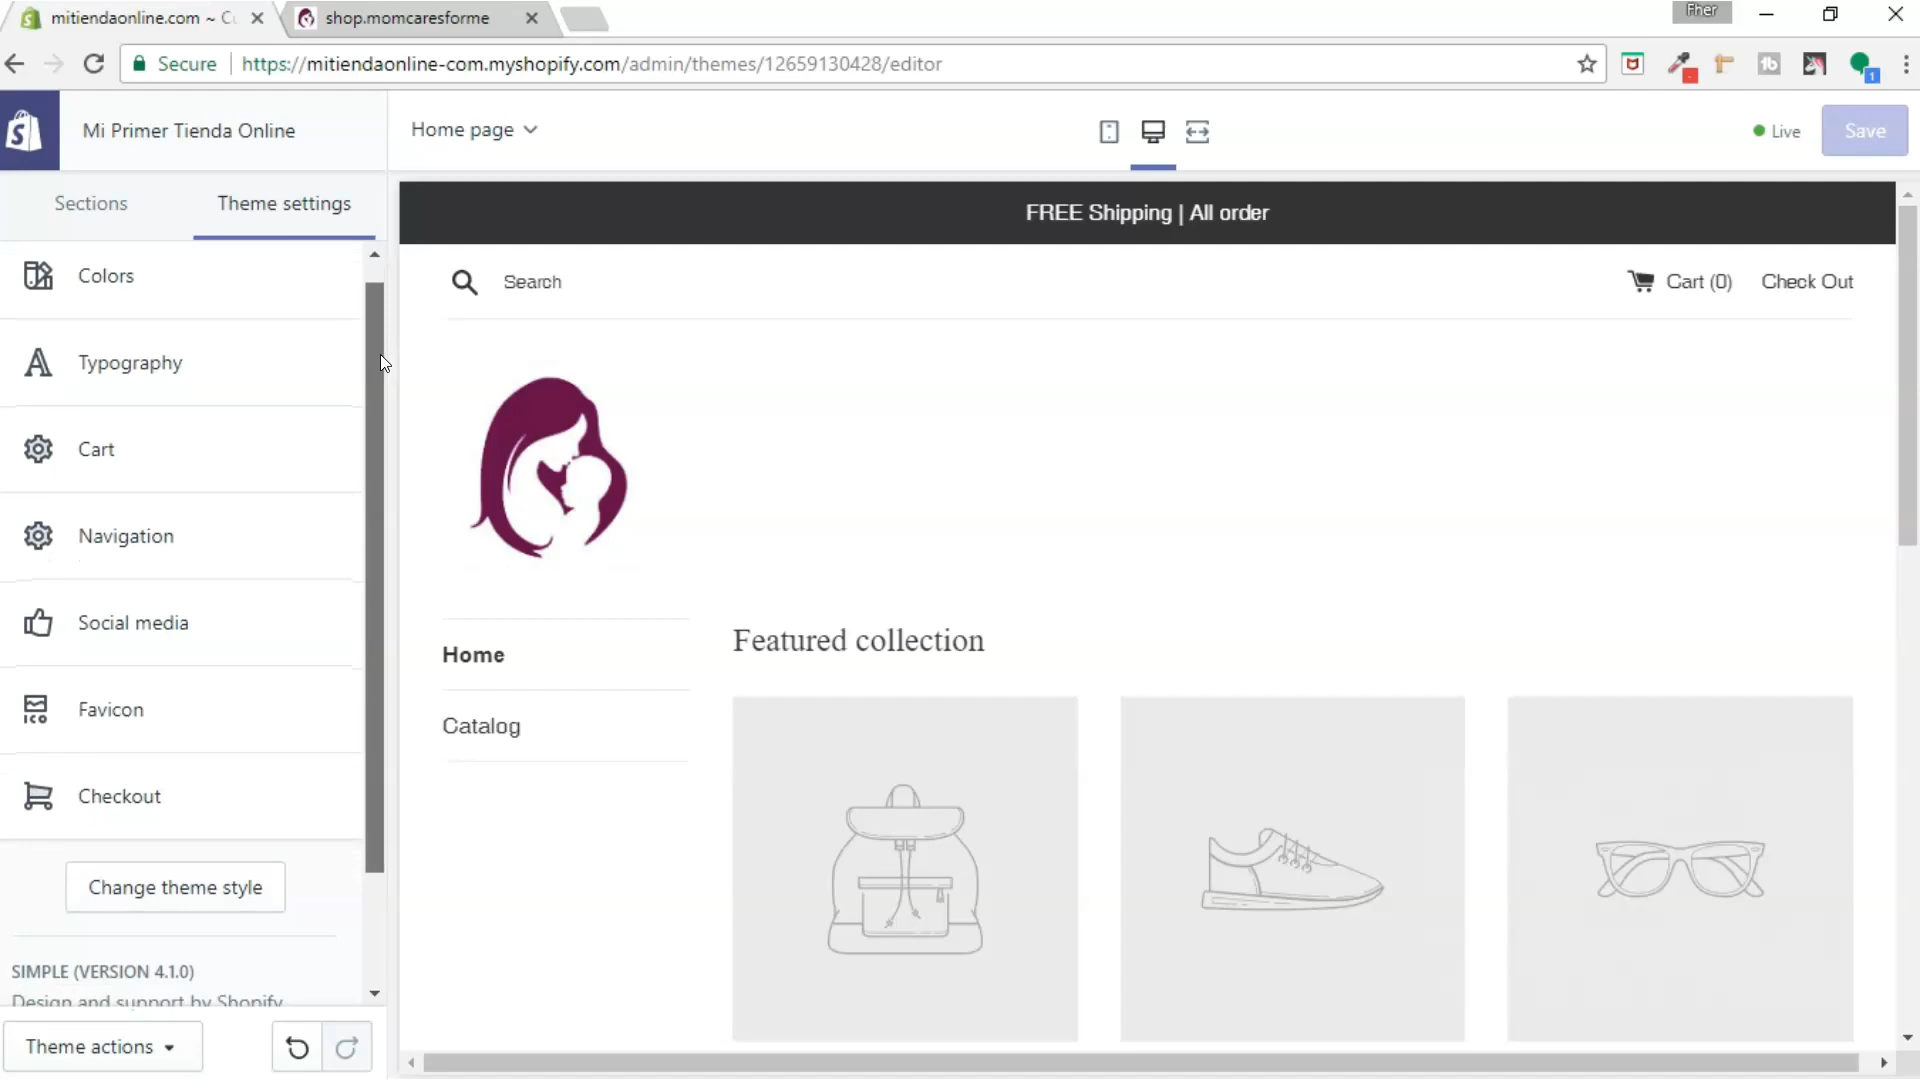 mitiendaonline.com ~ Cu
shop.momcaresforme
Fher
Secure
https://mitiendaonline-com.myshopify.com/admin/themes/12659130428/editor
1
Mi Primer Tienda Online
Home page
Live
Save
Sections
Theme settings
FREE Shipping | All order
Colors
Search
Cart (0)
Check Out
Typography
Cart
Navigation
Social media
Featured collection
Home
Favicon
ICO
Catalog
Checkout
Change theme style
SIMPLE (VERSION 4.1.0)
Design and support by Shopify
Theme actions